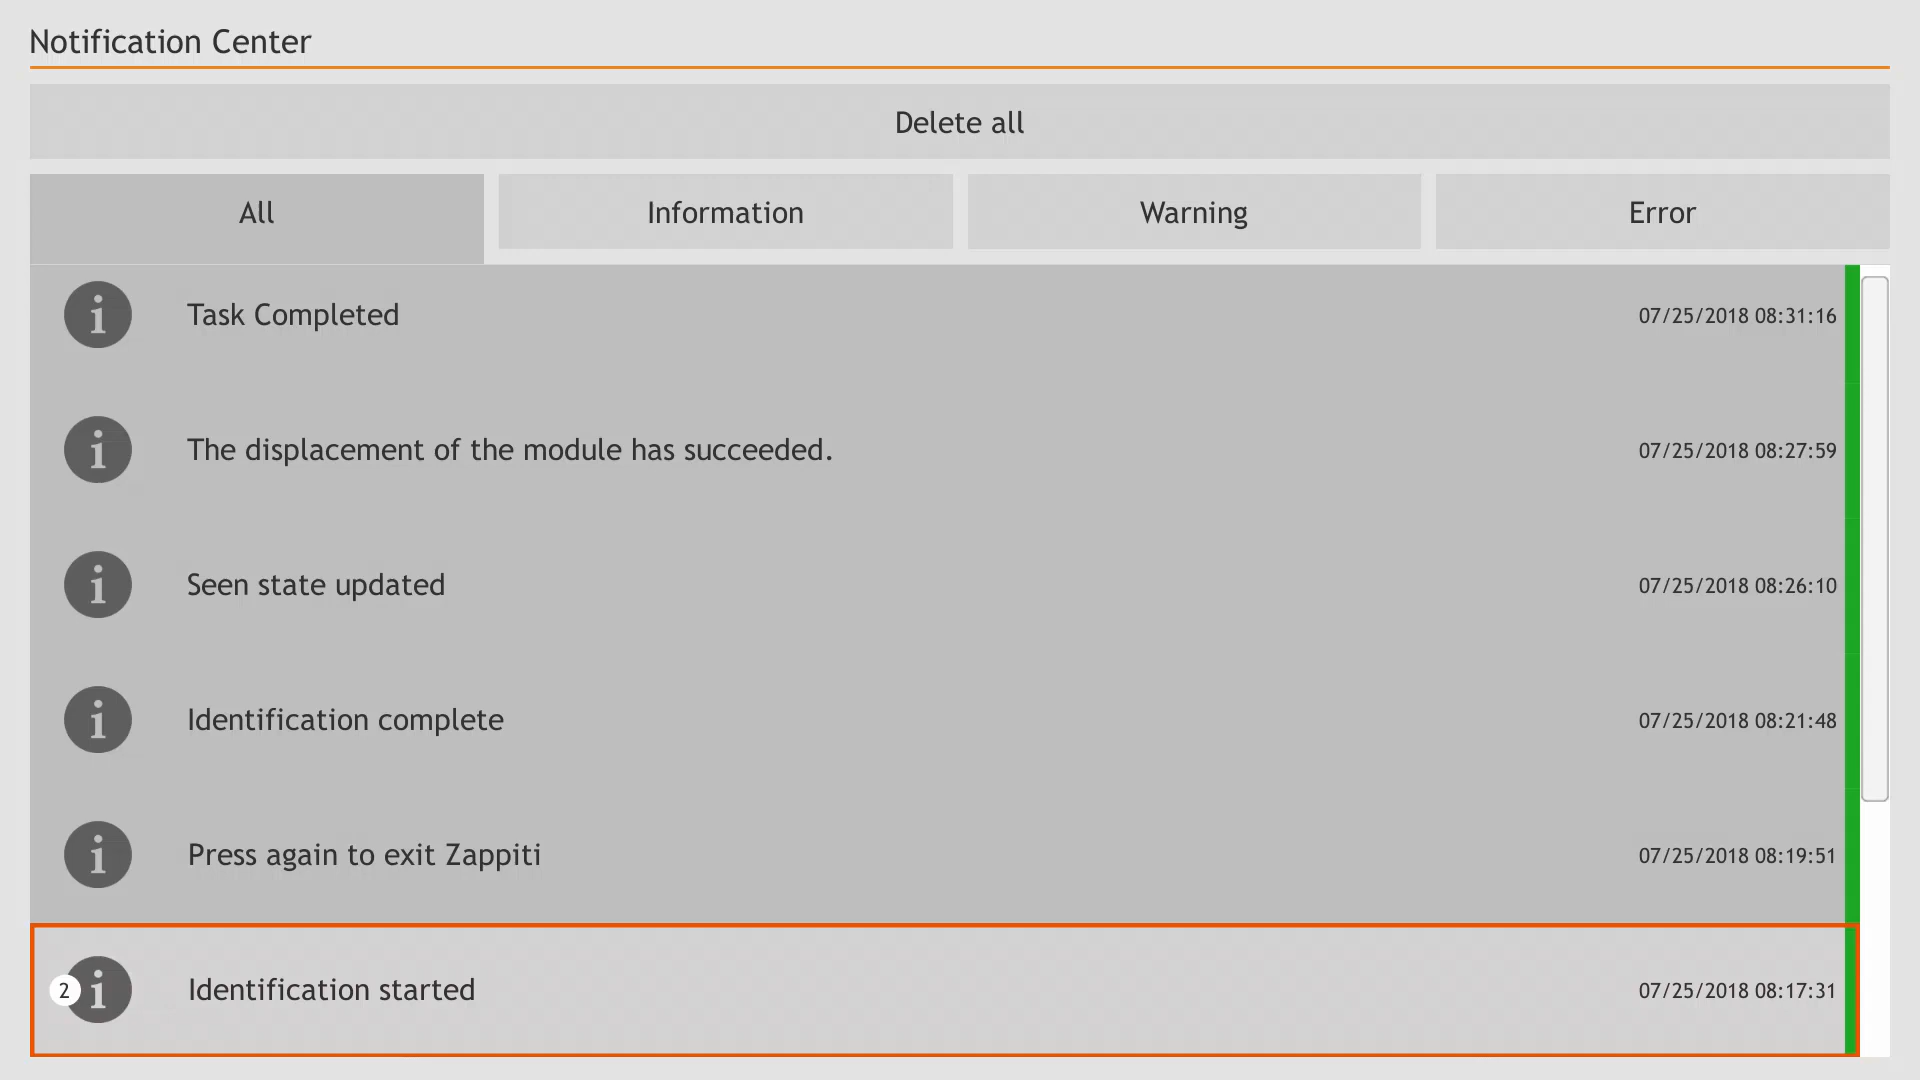 Notification Center
Delete all
All Information Warning Error
Task Completed 07/25/2018 08:31:16
The displacement of the module has succeeded. 07/25/2018 08:27:59
Seen state updated 07/25/2018 08:26:10
Identification complete 07/25/2018 08:21:48
Press again to exit Zappiti 07/25/2018 08:19:51
2 Identification started 07/25/2018 08:17:31